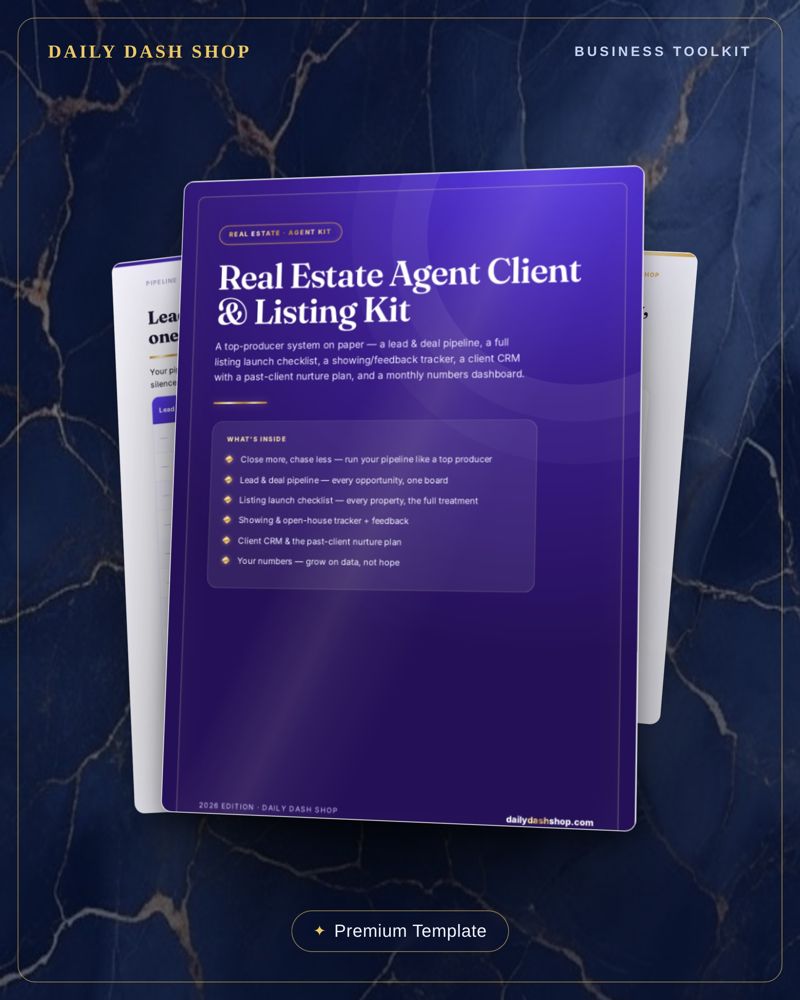 DAILY DASH SHOP
BUSINESS TOOLKIT
REAL ESTATE · AGENT KIT
Real Estate Agent Client
& Listing Kit
A top-producer system on paper — a lead & deal pipeline, a full
listing launch checklist, a showing/feedback tracker, a client CRM
with a past-client nurture plan, and a monthly numbers dashboard.
WHAT'S INSIDE
Close more, chase less — run your pipeline like a top producer
Lead & deal pipeline — every opportunity, one board
Listing launch checklist — every property, the full treatment
Showing & open-house tracker + feedback
Client CRM & the past-client nurture plan
Your numbers — grow on data, not hope
2026 EDITION · DAILY DASH SHOP
dailydashshop.com
PIPELINE
Lead
one
Your
silence
Lead
HOP
✦ Premium Template